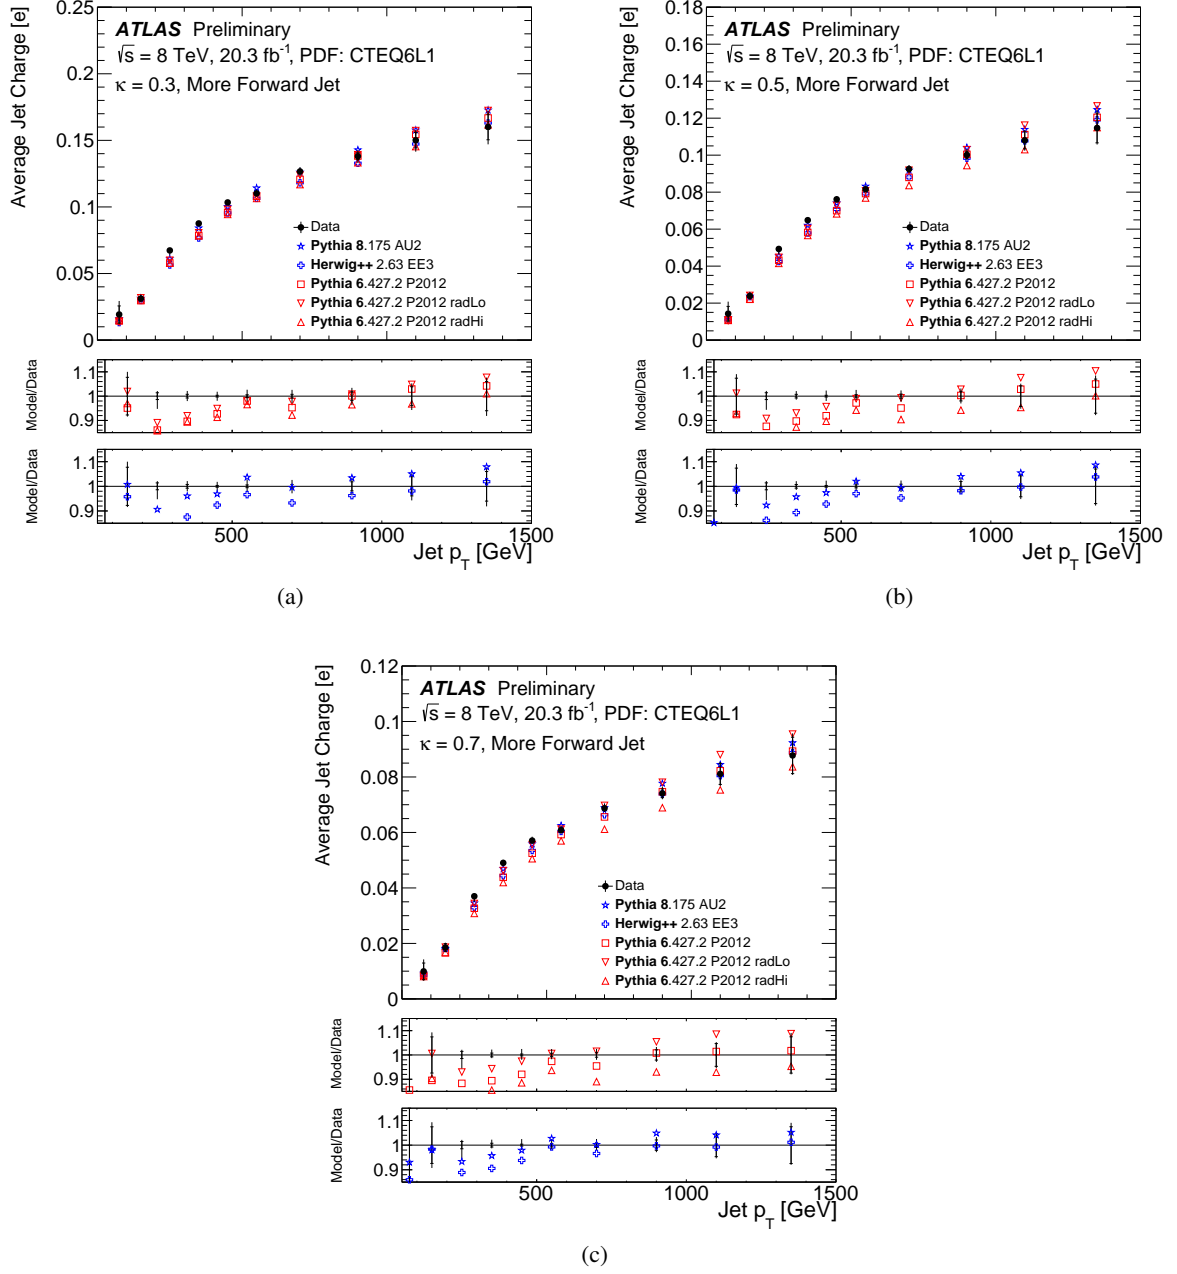 0.25
0.2
0.15
0.1
0.05
0
Average Jet Charge [e]
ATLAS Preliminary
√s = 8 TeV, 20.3 fb⁻¹, PDF: CTEQ6L1
κ = 0.3, More Forward Jet
Data
Pythia 8.175 AU2
Herwig++ 2.63 EE3
Pythia 6.427.2 P2012
Pythia 6.427.2 P2012 radLo
Pythia 6.427.2 P2012 radHi
Model/Data
1.1
1
0.9
Model/Data
1.1
1
0.9
500 1000 1500
Jet p_T [GeV]
(a)
0.18
0.16
0.14
0.12
0.1
0.08
0.06
0.04
0.02
0
Average Jet Charge [e]
ATLAS Preliminary
√s = 8 TeV, 20.3 fb⁻¹, PDF: CTEQ6L1
κ = 0.5, More Forward Jet
Data
Pythia 8.175 AU2
Herwig++ 2.63 EE3
Pythia 6.427.2 P2012
Pythia 6.427.2 P2012 radLo
Pythia 6.427.2 P2012 radHi
Model/Data
1.1
1
0.9
Model/Data
1.1
1
0.9
500 1000 1500
Jet p_T [GeV]
(b)
0.12
0.1
0.08
0.06
0.04
0.02
0
Average Jet Charge [e]
ATLAS Preliminary
√s = 8 TeV, 20.3 fb⁻¹, PDF: CTEQ6L1
κ = 0.7, More Forward Jet
Data
Pythia 8.175 AU2
Herwig++ 2.63 EE3
Pythia 6.427.2 P2012
Pythia 6.427.2 P2012 radLo
Pythia 6.427.2 P2012 radHi
Model/Data
1.1
1
0.9
Model/Data
1.1
1
0.9
500 1000 1500
Jet p_T [GeV]
(c)